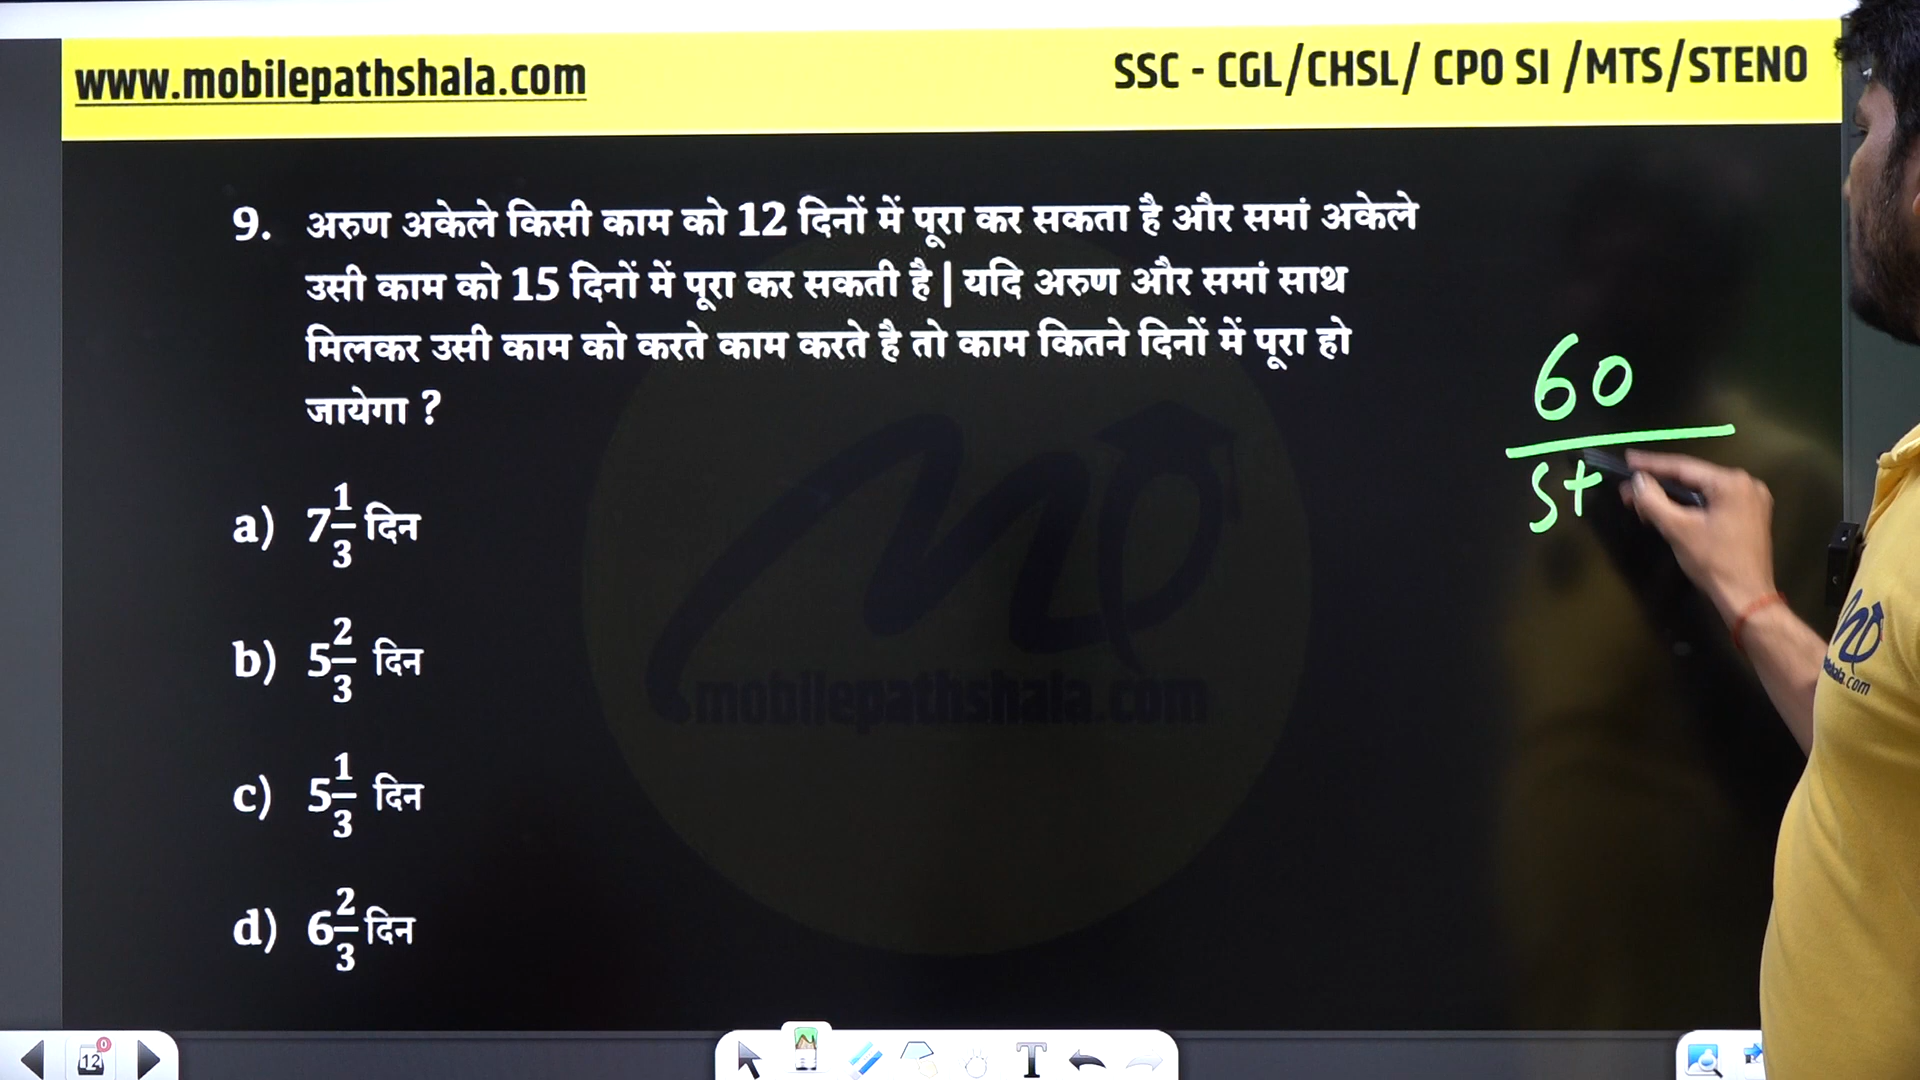 www.mobilepathshala.com
SSC - CGL/CHSL/ CPO SI /MTS/STENO
9. अरुण अकेले किसी काम को 12 दिनों में पूरा कर सकता है और समां अकेले
उसी काम को 15 दिनों में पूरा कर सकती है | यदि अरुण और समां साथ
मिलकर उसी काम को करते काम करते है तो काम कितने दिनों में पूरा हो
जायेगा ?
60
5+
a) 7 1/3 दिन
b) 5 2/3 दिन
c) 5 1/3 दिन
d) 6 2/3 दिन
mobilepathshala.com
12
0
T